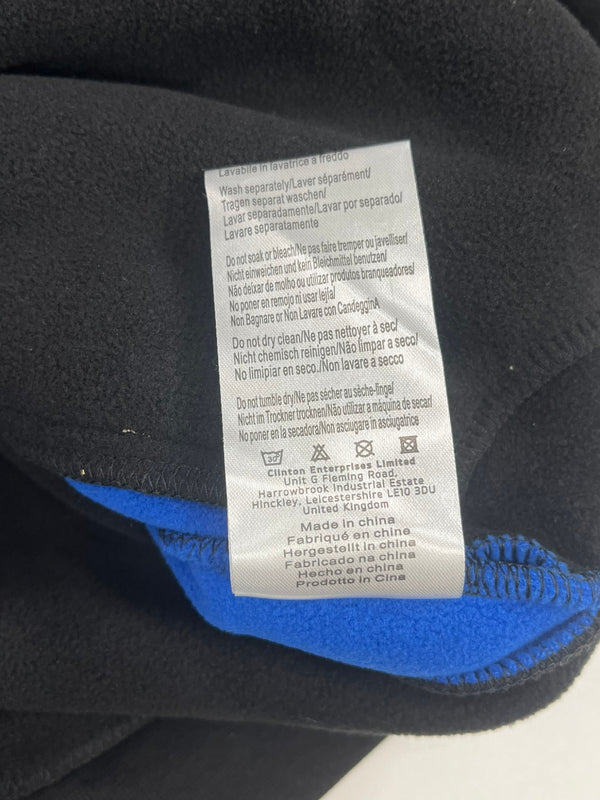 Lavabile in lavatrice a freddo
Wash separately/Laver séparément/
Tragen separat waschen/
Lavar separadamente/Lavar por separado/
Lavare separatamente
Do not soak or bleach/Ne pas faire tremper ou javelliser/
Nicht einweichen und kein Bleichmittel benutzen/
Não deixar de molho ou utilizar produtos branqueadores/
No poner en remojo ni usar lejía/
Non Bagnare or Non Lavare con CandegginA
Do not dry clean/Ne pas nettoyer à sec/
Nicht chemisch reinigen/Não limpar a seco/
No limpiar en seco./Non lavare a secco
Do not tumble dry/Ne pas sécher au sèche-linge/
Nicht im Trockner trocknen/Não utilizar a máquina de secar/
No poner en la secadora/Non asciugare in asciugatrice
30°
Clinton Enterprises Limited
Unit G Fleming Road,
Harrowbrook Industrial Estate
Hinckley, Leicestershire LE10 3DU
United Kingdom
Made in china
Fabriqué en chine
Hergestellt in china
Fabricado na china
Hecho en china
Prodotto in Cina